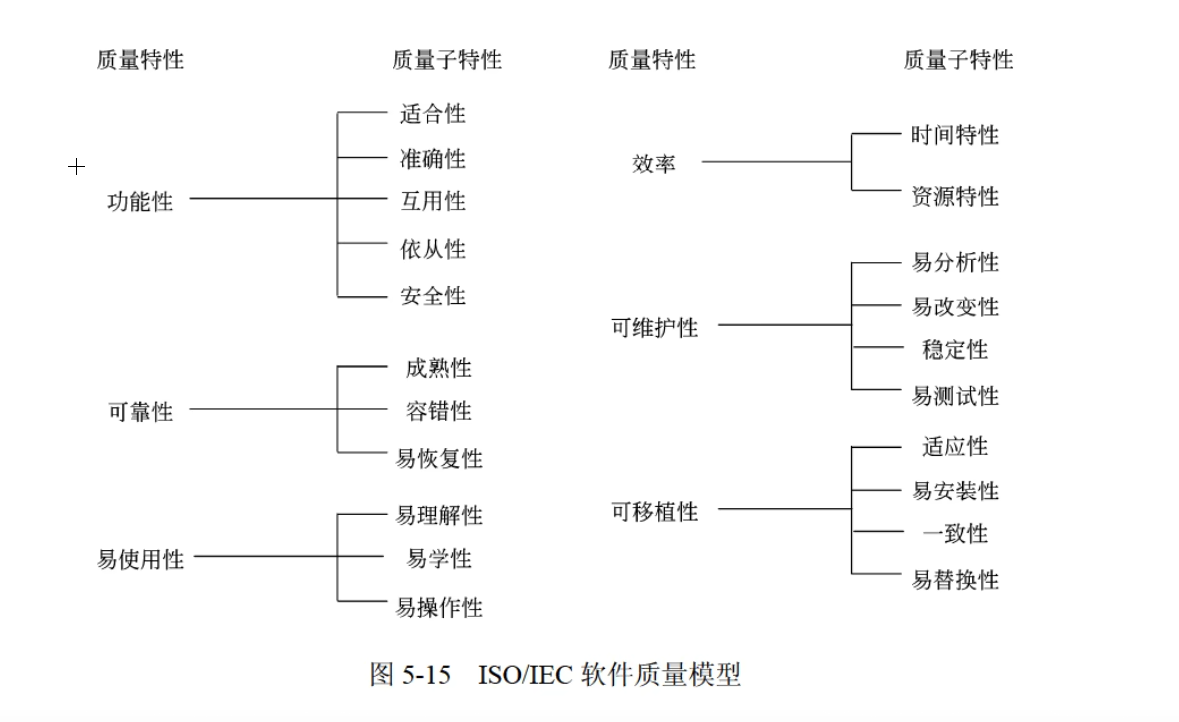 质量特性 质量子特性
功能性
适合性
准确性
互用性
依从性
安全性
可靠性
成熟性
容错性
易恢复性
易使用性
易理解性
易学性
易操作性
质量特性 质量子特性
效率
时间特性
资源特性
可维护性
易分析性
易改变性
稳定性
易测试性
可移植性
适应性
易安装性
一致性
易替换性
图 5-15 ISO/IEC 软件质量模型